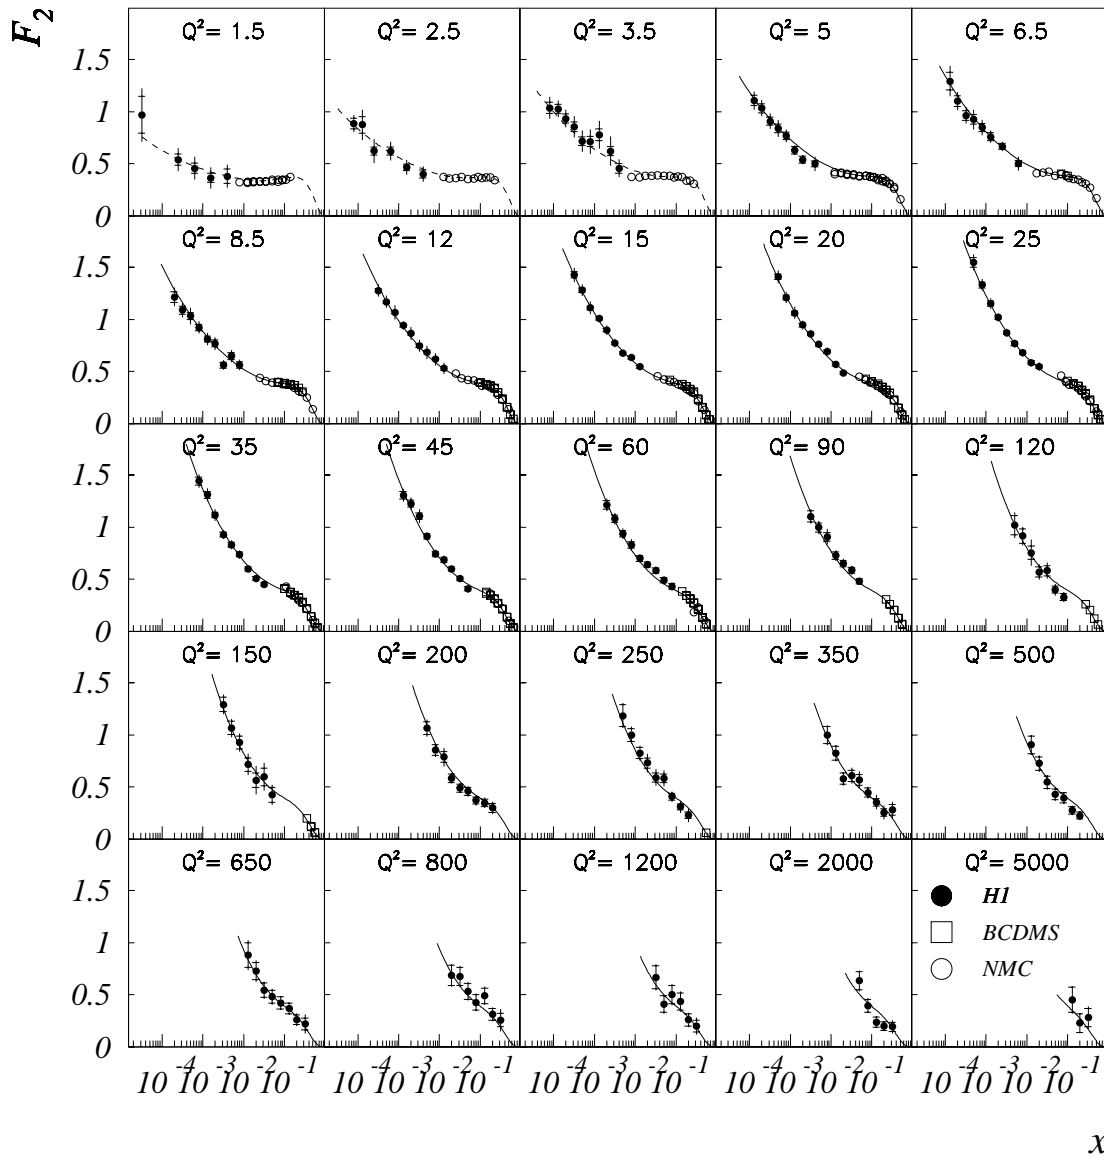 F₂
Q²= 1.5 Q²= 2.5 Q²= 3.5 Q²= 5 Q²= 6.5
1.5
1
0.5
0
Q²= 8.5 Q²= 12 Q²= 15 Q²= 20 Q²= 25
1.5
1
0.5
0
Q²= 35 Q²= 45 Q²= 60 Q²= 90 Q²= 120
1.5
1
0.5
0
Q²= 150 Q²= 200 Q²= 250 Q²= 350 Q²= 500
1.5
1
0.5
0
Q²= 650 Q²= 800 Q²= 1200 Q²= 2000 Q²= 5000
1.5
H1
1
BCDMS
NMC
0.5
0
10⁻⁴ 10⁻³ 10⁻² 10⁻¹ 10⁻⁴ 10⁻³ 10⁻² 10⁻¹ 10⁻⁴ 10⁻³ 10⁻² 10⁻¹ 10⁻⁴ 10⁻³ 10⁻² 10⁻¹ 10⁻⁴ 10⁻³ 10⁻² 10⁻¹
x